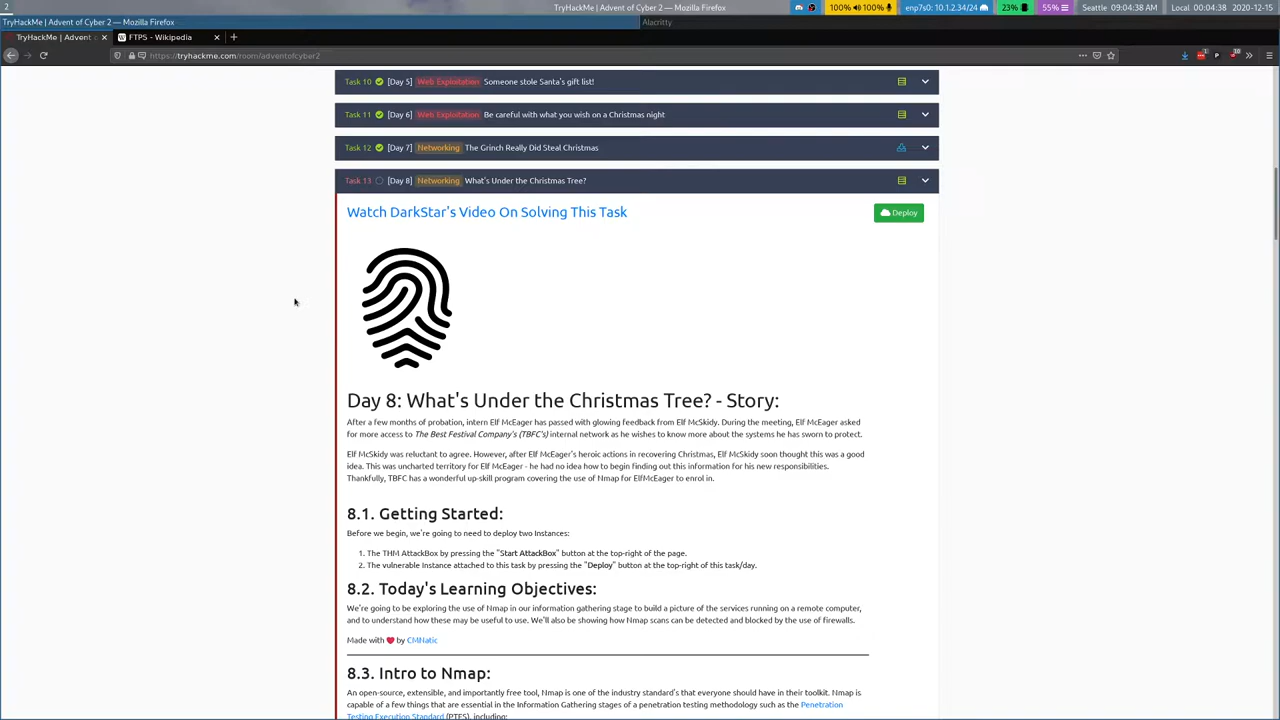 2
TryHackMe | Advent of Cyber 2 — Mozilla Firefox
100% 100% enp7s0: 10.1.2.34/24 23% 55% Seattle 09:04:38 AM Local: 04:04:38 2020-12-15
TryHackMe | Advent of Cyber 2 — Mozilla Firefox
Alacritty
TryHackMe | Advent of Cy
FTPS - Wikipedia
https://tryhackme.com/room/adventofcyber2
Task 10 [Day 5] Web Exploitation Someone stole Santa's gift list!
Task 11 [Day 6] Web Exploitation Be careful with what you wish on a Christmas night
Task 12 [Day 7] Networking The Grinch Really Did Steal Christmas
Task 13 [Day 8] Networking What's Under the Christmas Tree?
Watch DarkStar's Video On Solving This Task
Deploy
Day 8: What's Under the Christmas Tree? - Story:
After a few months of probation, intern Elf McEager has passed with glowing feedback from Elf McSkidy. During the meeting, Elf McEager asked
for more access to The Best Festival Company's (TBFC's) internal network as he wishes to know more about the systems he has sworn to protect.
Elf McSkidy was reluctant to agree. However, after Elf McEager's heroic actions in recovering Christmas, Elf McSkidy soon thought this was a good
idea. This was uncharted territory for Elf McEager - he had no idea how to begin finding out this information for his new responsibilities.
Thankfully, TBFC has a wonderful up-skill program covering the use of Nmap for ElfMcEager to enrol in.
8.1. Getting Started:
Before we begin, we're going to need to deploy two Instances:
1. The THM AttackBox by pressing the "Start AttackBox" button at the top-right of the page.
2. The vulnerable Instance attached to this task by pressing the "Deploy" button at the top-right of this task/day.
8.2. Today's Learning Objectives:
We're going to be exploring the use of Nmap in our information gathering stage to build a picture of the services running on a remote computer,
and to understand how these may be useful to use. We'll also be showing how Nmap scans can be detected and blocked by the use of firewalls.
Made with by CMNatic
8.3. Intro to Nmap:
An open-source, extensible, and importantly free tool, Nmap is one of the industry standard's that everyone should have in their toolkit. Nmap is
capable of a few things that are essential in the Information Gathering stages of a penetration testing methodology such as the Penetration
Testing Execution Standard (PTES), including: